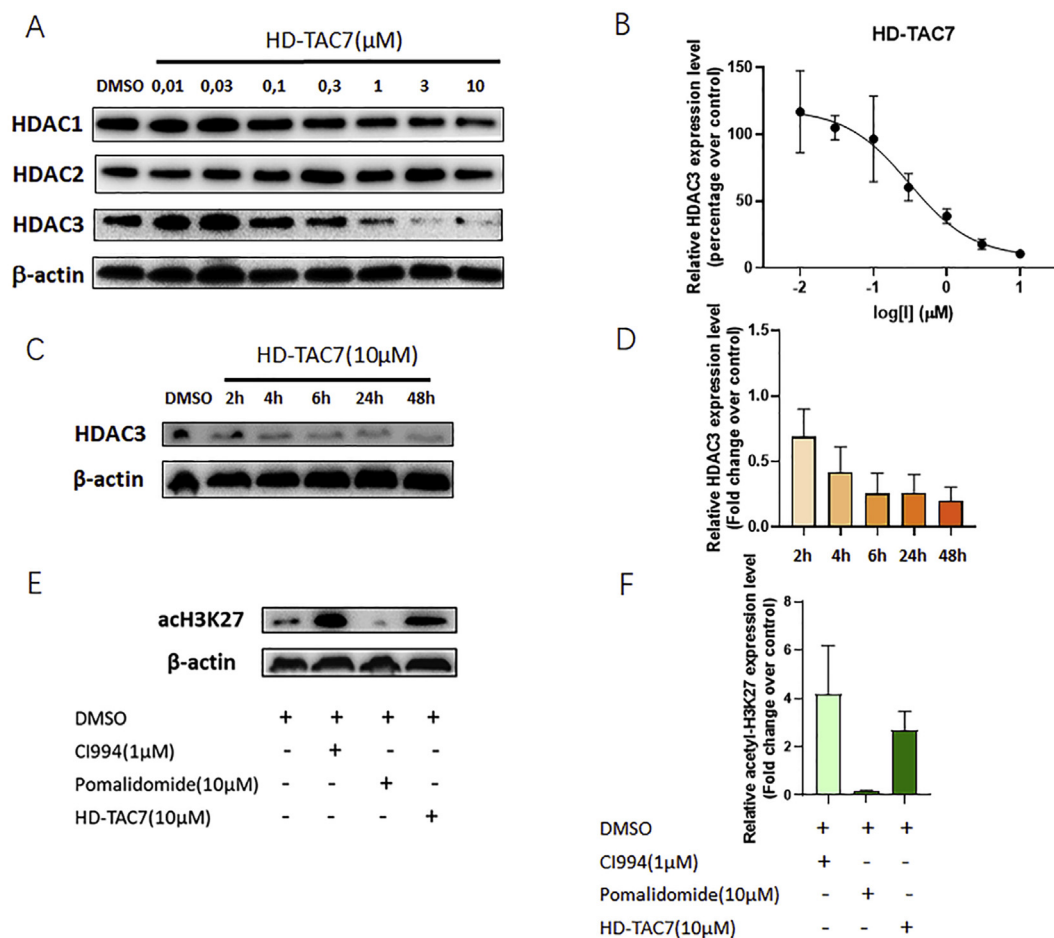 A
HD-TAC7(μM)
DMSO 0,01 0,03 0,1 0,3 1 3 10
HDAC1
HDAC2
HDAC3
β-actin
B
HD-TAC7
Relative HDAC3 expression level
(percentage over control)
150
100
50
0
-2 -1 0 1
log[I] (μM)
C
HD-TAC7(10μM)
DMSO 2h 4h 6h 24h 48h
HDAC3
β-actin
D
Relative HDAC3 expression level
(Fold change over control)
1.5
1.0
0.5
0.0
2h 4h 6h 24h 48h
E
acH3K27
β-actin
DMSO + + + +
CI994(1μM) - + - -
Pomalidomide(10μM) - - + -
HD-TAC7(10μM) - - - +
F
Relative acetyl-H3K27 expression level
(Fold change over control)
8
6
4
2
0
DMSO + + +
CI994(1μM) + - -
Pomalidomide(10μM) - + -
HD-TAC7(10μM) - - +